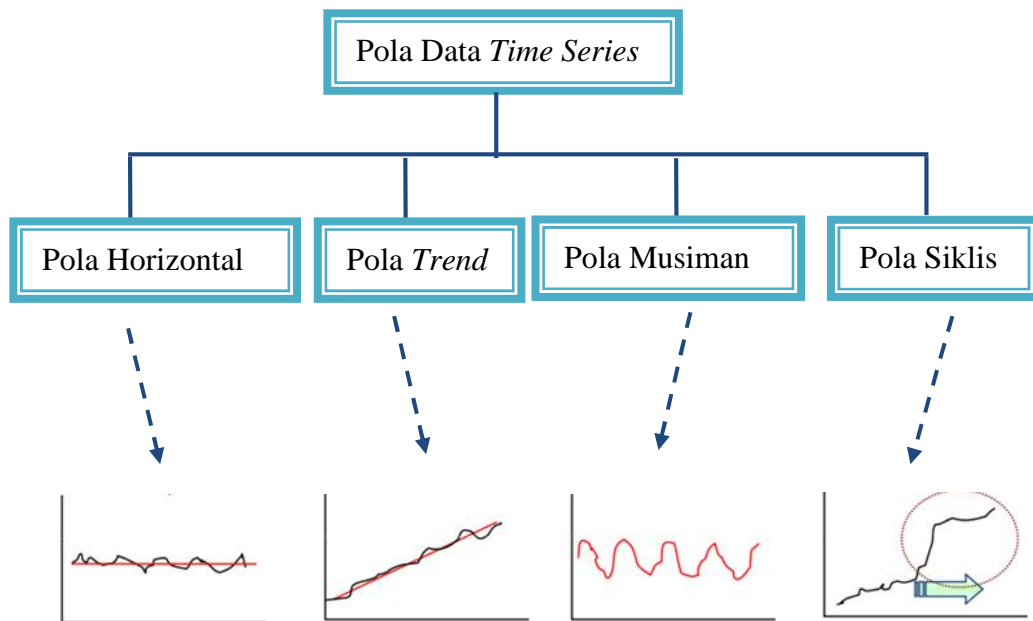 Pola Data Time Series
Pola Horizontal
Pola Trend
Pola Musiman
Pola Siklis